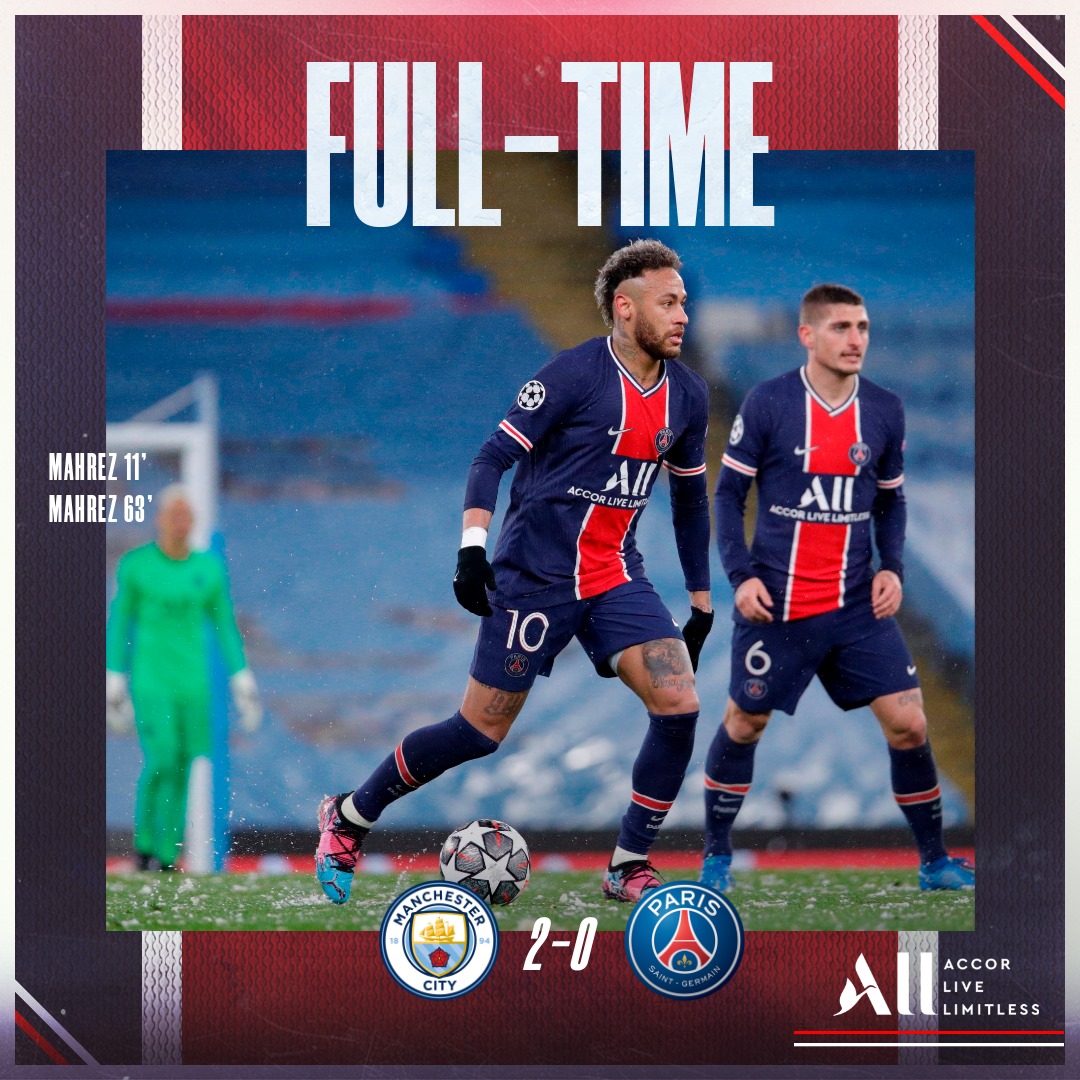 FULL-TIME
MAHREZ 11'
MAHREZ 63'
PARIS
ALL
ACCOR LIVE LIMITLESS
ALL
ACCOR LIVE LIMITLESS
10
6
MANCHESTER
18 94
CITY
2-0
PARIS
SAINT-GERMAIN
ALL
ACCOR
LIVE
LIMITLESS